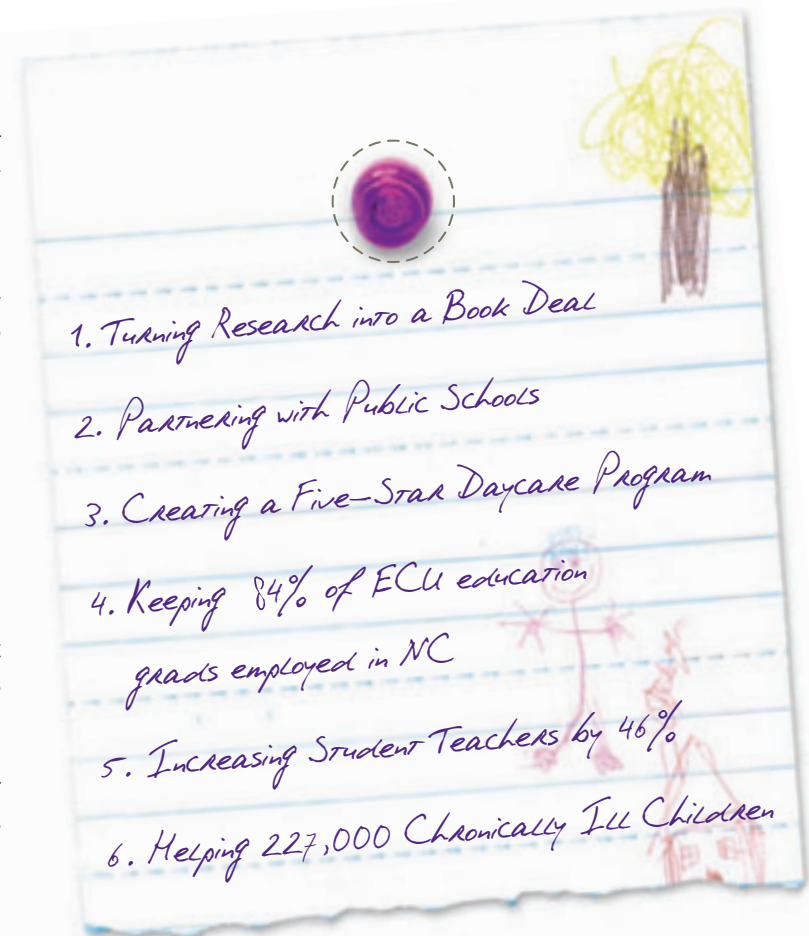 1. Turning Research into a Book Deal
2. Partnering with Public Schools
3. Creating a Five-Star Daycare Program
4. Keeping 84% of ECU education
grads employed in NC
5. Increasing Student Teachers by 46%
6. Helping 227,000 Chronically Ill Children